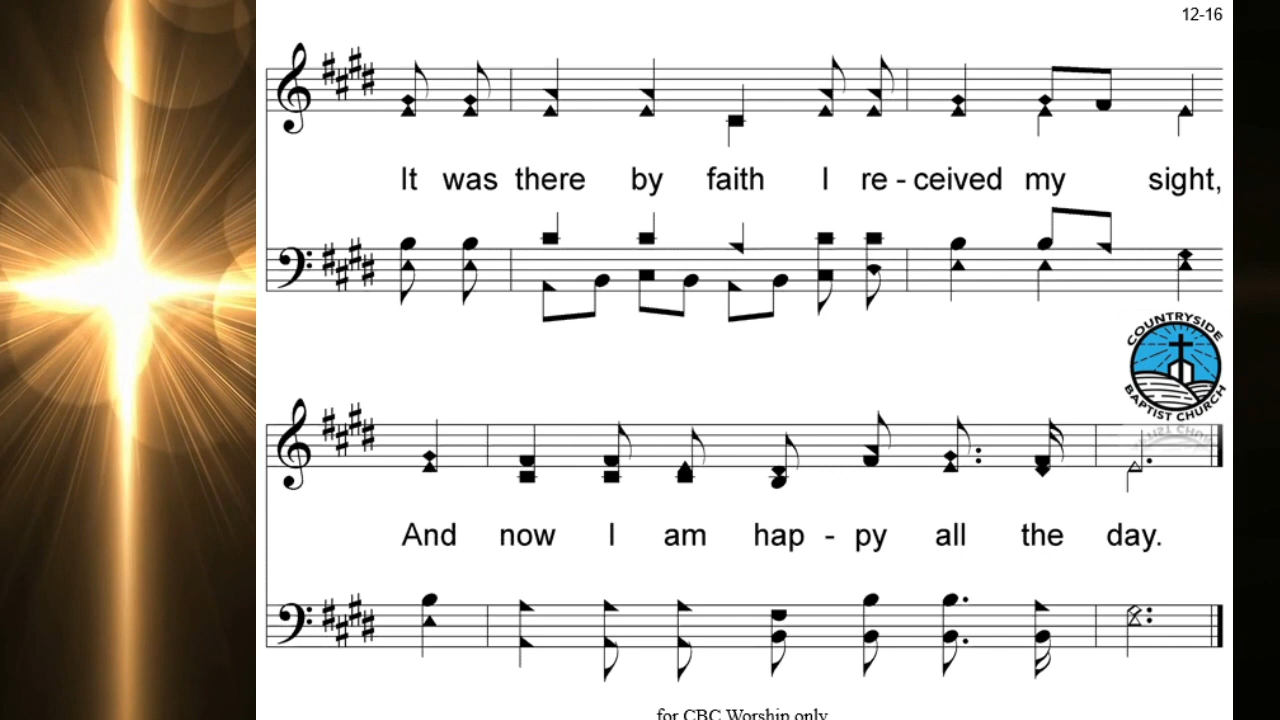 12-16
It was there by faith I re - ceived my sight,
COUNTRYSIDE
BAPTIST CHURCH
And now I am hap - py all the day.
for CBC Worship only